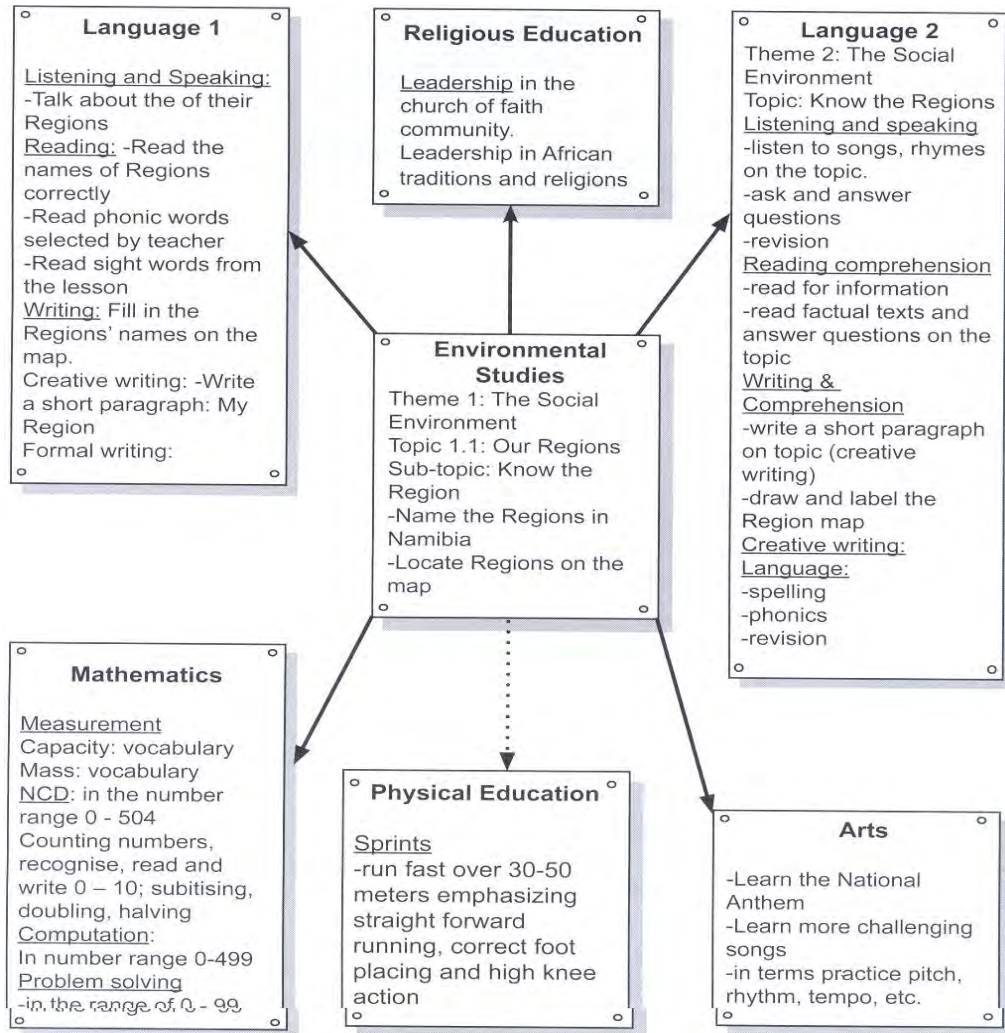 Language 1
Listening and Speaking:
-Talk about the of their
Regions
Reading: -Read the
names of Regions
correctly
-Read phonic words
selected by teacher
-Read sight words from
the lesson
Writing: Fill in the
Regions' names on the
map.
Creative writing: -Write
a short paragraph: My
Region
Formal writing:
Religious Education
Leadership in the
church of faith
community.
Leadership in African
traditions and religions
Language 2
Theme 2: The Social
Environment
Topic: Know the Regions
Listening and speaking
-listen to songs, rhymes
on the topic.
-ask and answer
questions
-revision
Reading comprehension
-read for information
-read factual texts and
answer questions on the
topic
Writing &
Comprehension
-write a short paragraph
on topic (creative
writing)
-draw and label the
Region map
Creative writing:
Language:
-spelling
-phonics
-revision
Environmental
Studies
Theme 1: The Social
Environment
Topic 1.1: Our Regions
Sub-topic: Know the
Region
-Name the Regions in
Namibia
-Locate Regions on the
map
Mathematics
Measurement
Capacity: vocabulary
Mass: vocabulary
NCD: in the number
range 0 - 504
Counting numbers,
recognise, read and
write 0 – 10; subitising,
doubling, halving
Computation:
In number range 0-499
Problem solving
-in the range of 0 - 99
Physical Education
Sprints
-run fast over 30-50
meters emphasizing
straight forward
running, correct foot
placing and high knee
action
Arts
-Learn the National
Anthem
-Learn more challenging
songs
-in terms practice pitch,
rhythm, tempo, etc.